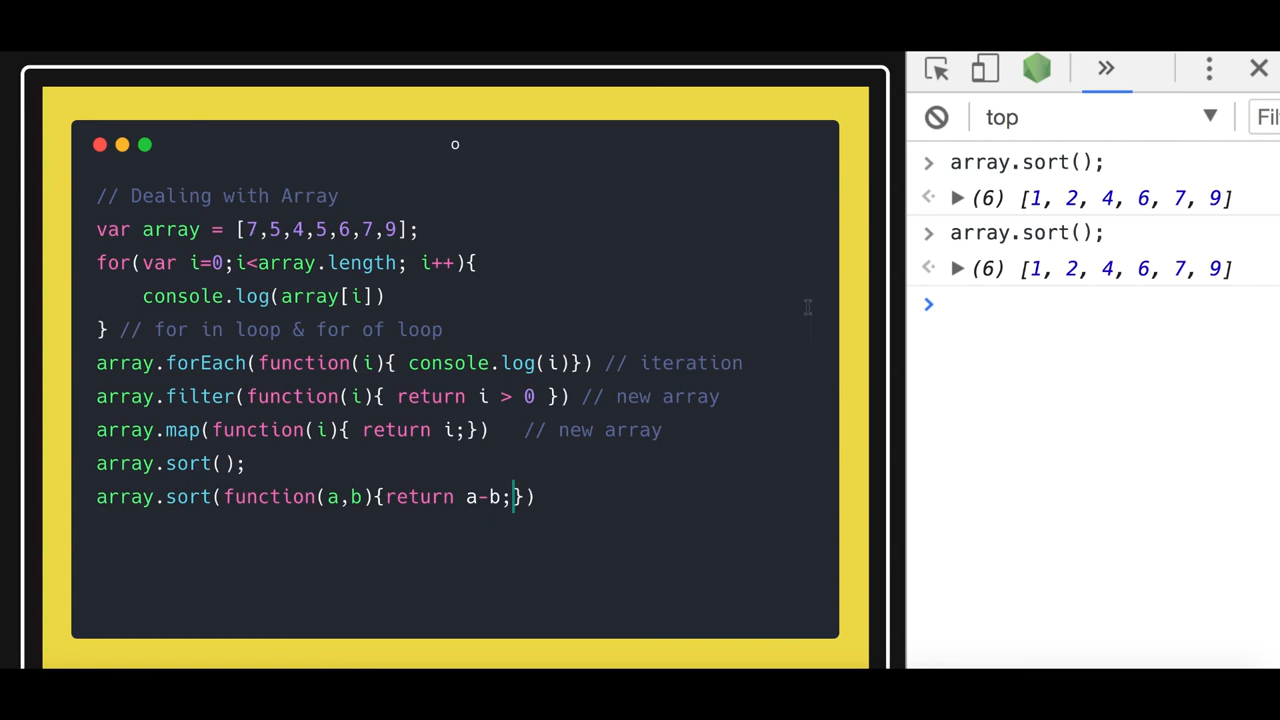 o
// Dealing with Array
var array = [7,5,4,5,6,7,9];
for(var i=0;i<array.length; i++){
    console.log(array[i])
} // for in loop & for of loop
array.forEach(function(i){ console.log(i)}) // iteration
array.filter(function(i){ return i > 0 }) // new array
array.map(function(i){ return i;})   // new array
array.sort();
array.sort(function(a,b){return a-b;})
top
Fil
array.sort();
(6) [1, 2, 4, 6, 7, 9]
array.sort();
(6) [1, 2, 4, 6, 7, 9]